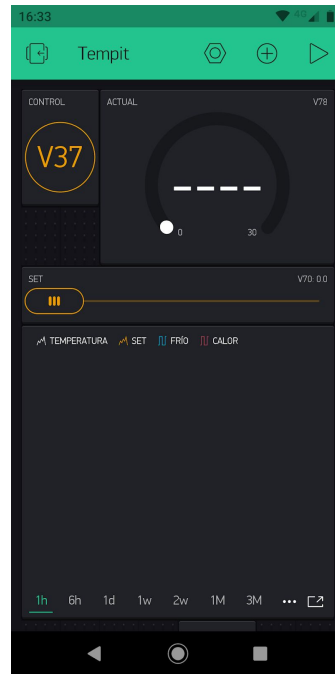 16:33 4G
Tempit
CONTROL ACTUAL V78
V37
----
0 30
SET V70: 0.0
TEMPERATURA SET FRÍO CALOR
1h 6h 1d 1w 2w 1M 3M ...